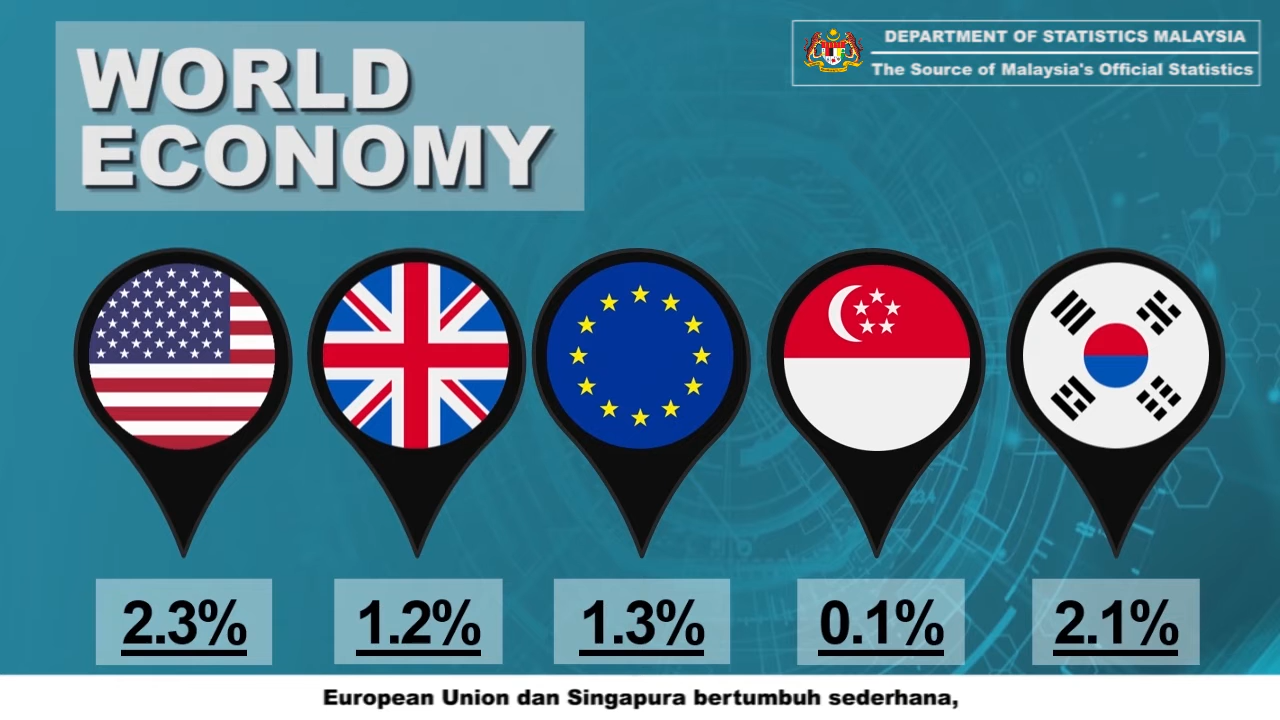 WORLD
ECONOMY
DEPARTMENT OF STATISTICS MALAYSIA
The Source of Malaysia's Official Statistics
2.3%
1.2%
1.3%
0.1%
2.1%
European Union dan Singapura bertumbuh sederhana,